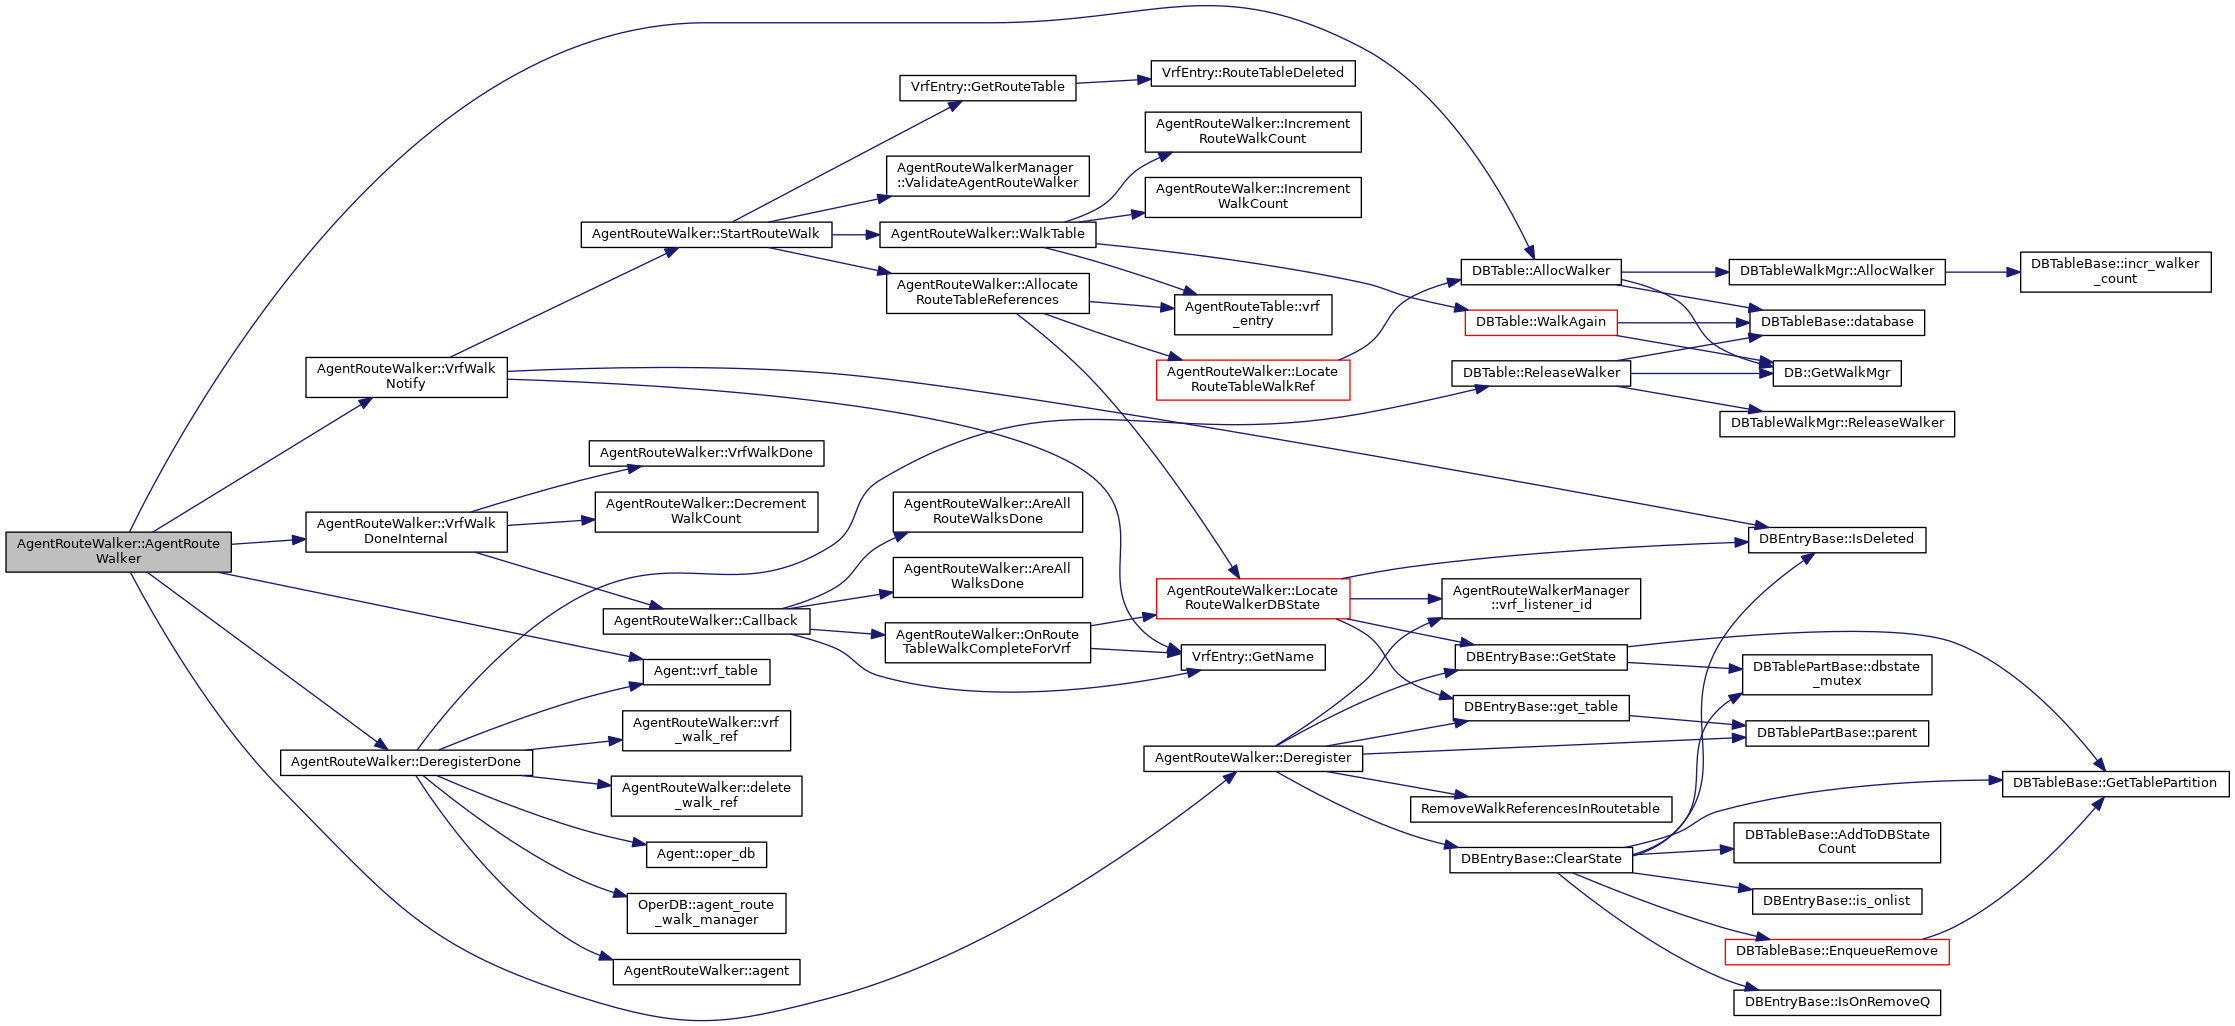 AgentRouteWalker::AgentRoute
Walker
AgentRouteWalker::VrfWalk
Notify
AgentRouteWalker::VrfWalk
DoneInternal
AgentRouteWalker::DeregisterDone
AgentRouteWalker::StartRouteWalk
AgentRouteWalker::VrfWalkDone
AgentRouteWalker::Decrement
WalkCount
AgentRouteWalker::Callback
Agent::vrf_table
AgentRouteWalker::vrf
_walk_ref
AgentRouteWalker::delete
_walk_ref
Agent::oper_db
OperDB::agent_route
_walk_manager
AgentRouteWalker::agent
VrfEntry::GetRouteTable
AgentRouteWalkerManager
::ValidateAgentRouteWalker
AgentRouteWalker::WalkTable
AgentRouteWalker::Allocate
RouteTableReferences
AgentRouteWalker::AreAll
RouteWalksDone
AgentRouteWalker::AreAll
WalksDone
AgentRouteWalker::OnRoute
TableWalkCompleteForVrf
VrfEntry::RouteTableDeleted
AgentRouteWalker::Increment
RouteWalkCount
AgentRouteWalker::Increment
WalkCount
AgentRouteTable::vrf
_entry
AgentRouteWalker::Locate
RouteTableWalkRef
AgentRouteWalker::Locate
RouteWalkerDBState
VrfEntry::GetName
AgentRouteWalker::Deregister
DBTable::AllocWalker
DBTable::WalkAgain
DBTable::ReleaseWalker
AgentRouteWalkerManager
::vrf_listener_id
DBEntryBase::GetState
DBEntryBase::get_table
RemoveWalkReferencesInRoutetable
DBEntryBase::ClearState
DBTableWalkMgr::AllocWalker
DBTableBase::database
DB::GetWalkMgr
DBTableWalkMgr::ReleaseWalker
DBEntryBase::IsDeleted
DBTablePartBase::dbstate
_mutex
DBTablePartBase::parent
DBTableBase::AddToDBState
Count
DBEntryBase::is_onlist
DBTableBase::EnqueueRemove
DBEntryBase::IsOnRemoveQ
DBTableBase::incr_walker
_count
DBTableBase::GetTablePartition